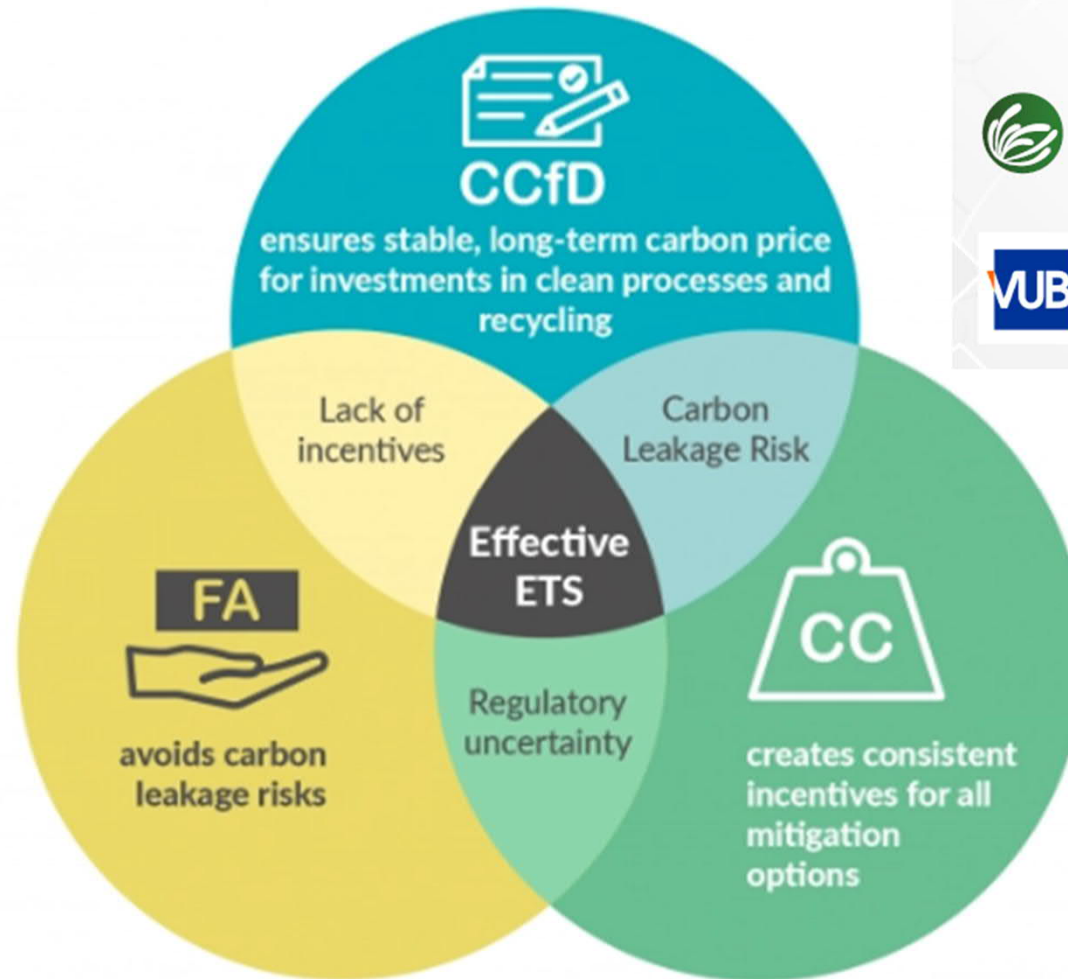 CCfD
ensures stable, long-term carbon price
for investments in clean processes and
recycling
Lack of
incentives
Carbon
Leakage Risk
Effective
ETS
FA
avoids carbon
leakage risks
Regulatory
uncertainty
CC
creates consistent
incentives for all
mitigation
options
VUB